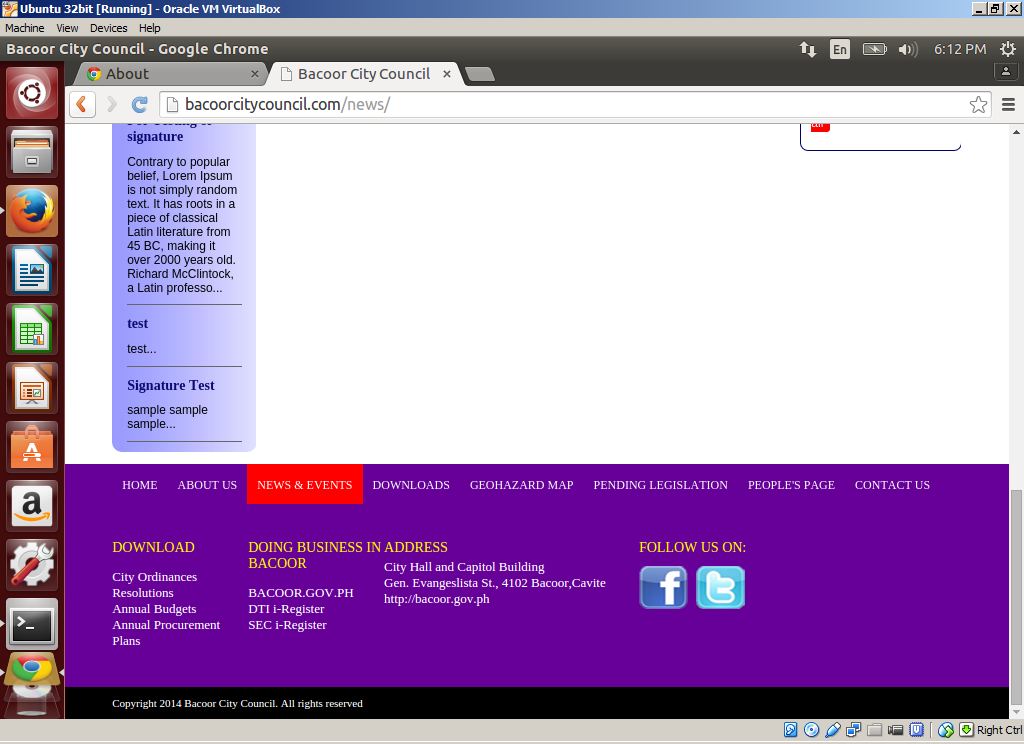 Ubuntu 32bit [Running] - Oracle VM VirtualBox
Machine View Devices Help
Bacoor City Council - Google Chrome
En
6:12 PM
About
Bacoor City Council
bacoorcitycouncil.com/news/
signature
Contrary to popular
belief, Lorem Ipsum
is not simply random
text. It has roots in a
piece of classical
Latin literature from
45 BC, making it
over 2000 years old.
Richard McClintock,
a Latin professo...
test
test...
Signature Test
sample sample
sample...
HOME ABOUT US NEWS & EVENTS DOWNLOADS GEOHAZARD MAP PENDING LEGISLATION PEOPLE'S PAGE CONTACT US
DOWNLOAD
City Ordinances
Resolutions
Annual Budgets
Annual Procurement
Plans
DOING BUSINESS IN
BACOOR
BACOOR.GOV.PH
DTI i-Register
SEC i-Register
ADDRESS
City Hall and Capitol Building
Gen. Evangeslista St., 4102 Bacoor,Cavite
http://bacoor.gov.ph
FOLLOW US ON:
Copyright 2014 Bacoor City Council. All rights reserved
Right Ctrl